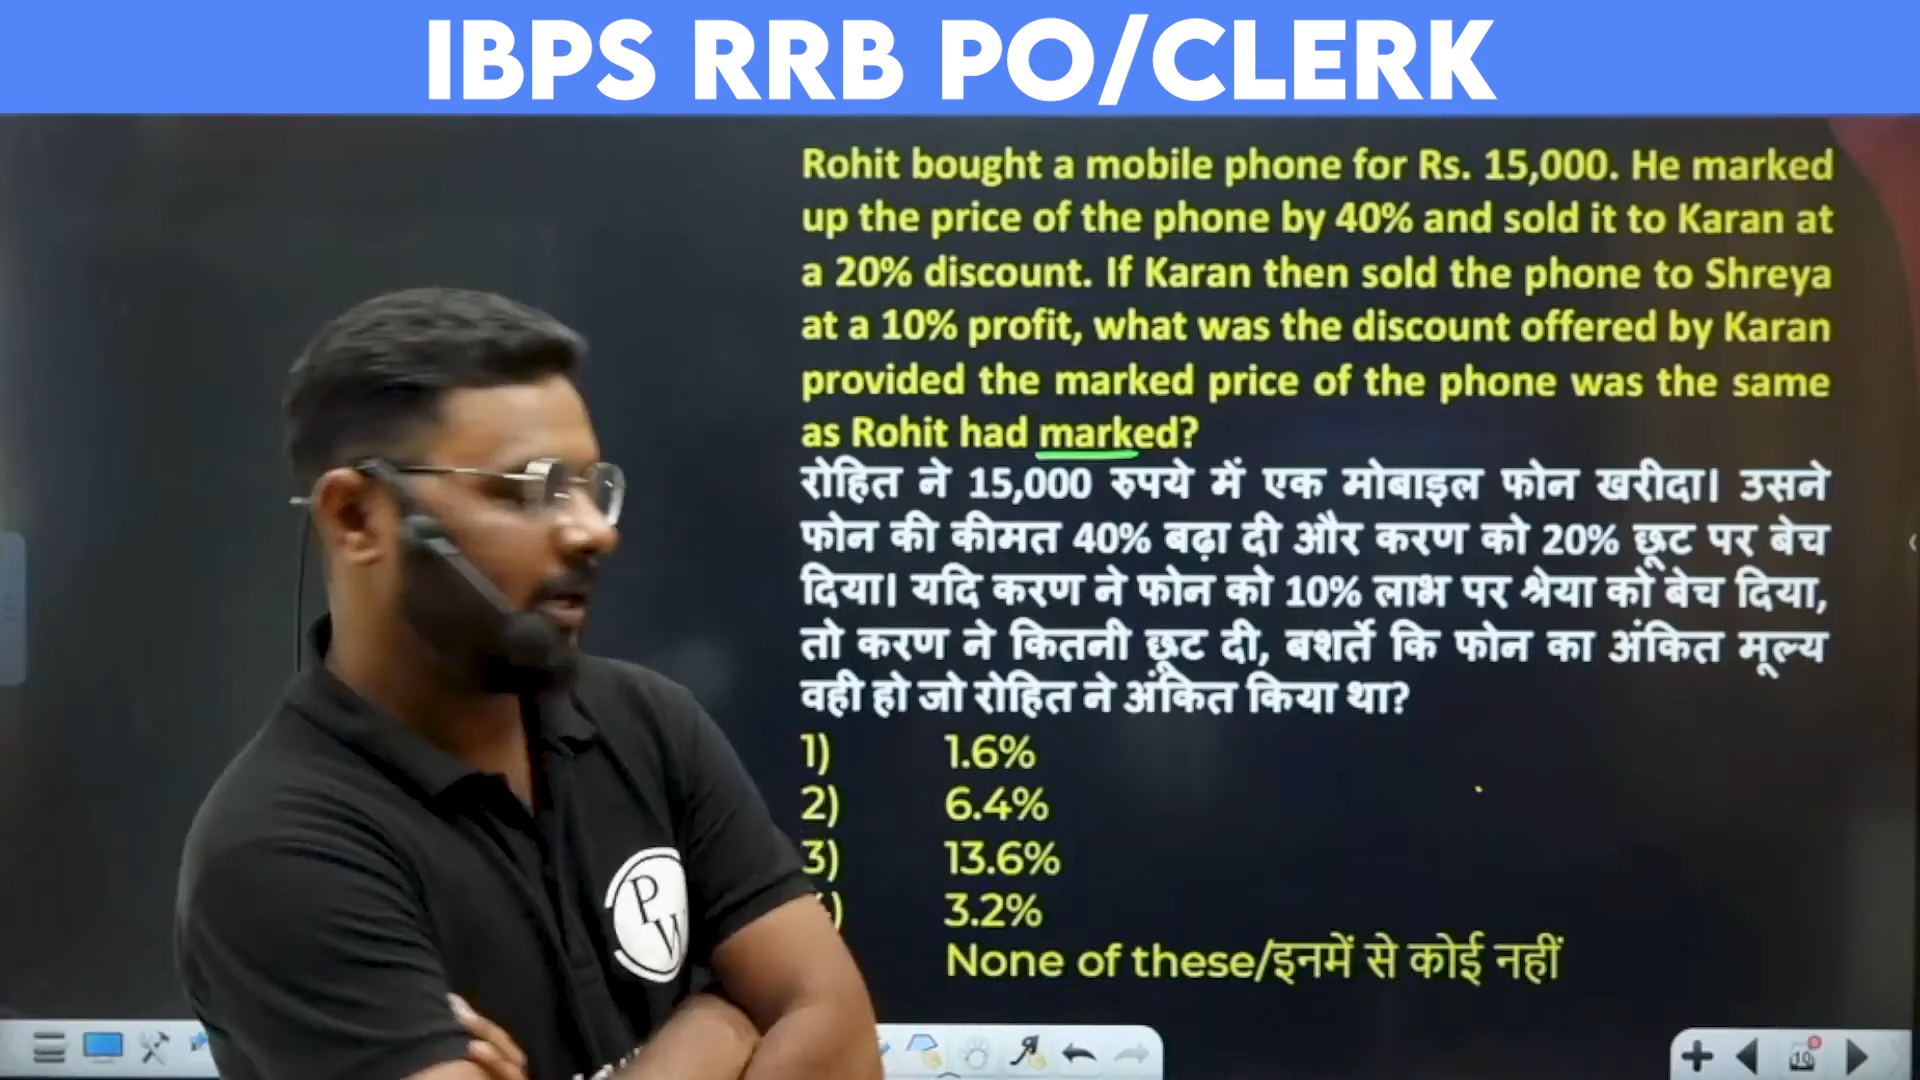 IBPS RRB PO/CLERK
Rohit bought a mobile phone for Rs. 15,000. He marked
up the price of the phone by 40% and sold it to Karan at
a 20% discount. If Karan then sold the phone to Shreya
at a 10% profit, what was the discount offered by Karan
provided the marked price of the phone was the same
as Rohit had marked?
रोहित ने 15,000 रुपये में एक मोबाइल फोन खरीदा। उसने
फोन की कीमत 40% बढ़ा दी और करण को 20% छूट पर बेच
दिया। यदि करण ने फोन को 10% लाभ पर श्रेया को बेच दिया,
तो करण ने कितनी छूट दी, बशर्ते कि फोन का अंकित मूल्य
वही हो जो रोहित ने अंकित किया था?
1) 1.6%
2) 6.4%
3) 13.6%
) 3.2%
None of these/इनमें से कोई नहीं
PW
10